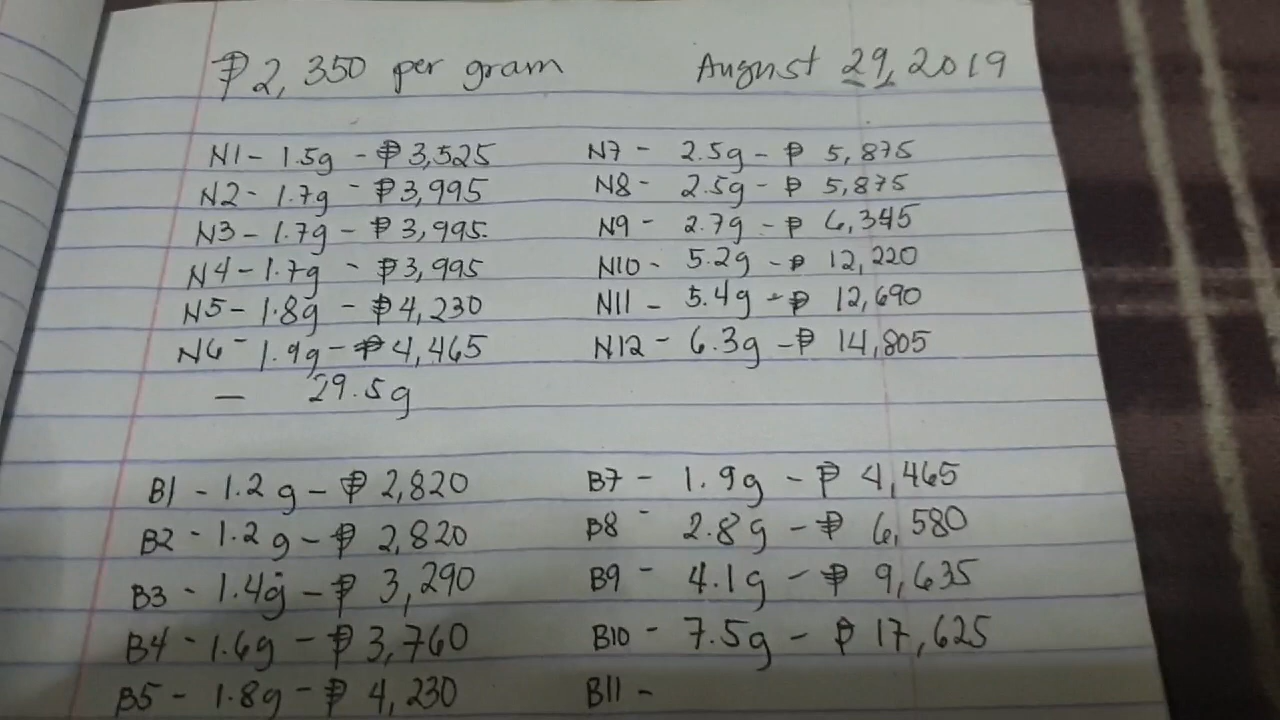 ₱2,350 per gram August 29, 2019
N1 - 1.5g - ₱3,525 N7 - 2.5g - ₱ 5,875
N2 - 1.7g - ₱3,995 N8 - 2.5g - ₱ 5,875
N3 - 1.7g - ₱3,995. N9 - 2.7g - ₱ 6,345
N4 - 1.7g - ₱3,995 N10 - 5.2g - ₱ 12,220
N5 - 1.8g - ₱4,230 N11 - 5.4g - ₱ 12,690
N6 - 1.9g - ₱4,465 N12 - 6.3g - ₱ 14,805
— 29.5g
B1 - 1.2g - ₱ 2,820 B7 - 1.9g - ₱ 4,465
B2 - 1.2g - ₱ 2,820 B8 - 2.8g - ₱ 6,580
B3 - 1.4g - ₱ 3,290 B9 - 4.1g - ₱ 9,635
B4 - 1.6g - ₱3,760 B10 - 7.5g - ₱ 17,625
B5 - 1.8g - ₱ 4,230 B11 -